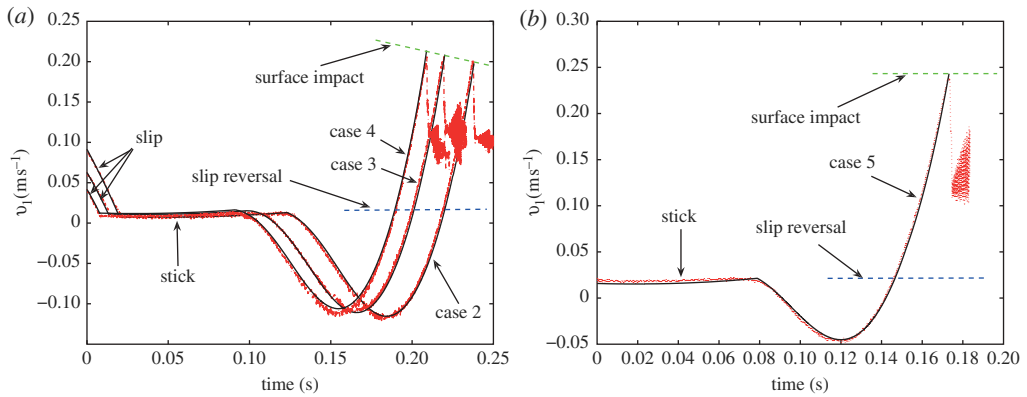 (a)
0.25
0.20
0.15
0.10
0.05
0
−0.05
−0.10
υ1(ms−1)
surface impact
slip
case 4
case 3
slip reversal
stick
case 2
0
0.05
0.10
0.15
0.20
0.25
time (s)
(b)
0.30
0.25
0.20
0.15
0.10
0.05
0
−0.05
υ1(ms−1)
surface impact
case 5
slip reversal
stick
0
0.02
0.04
0.06
0.08
0.10
0.12
0.14
0.16
0.18
0.20
time (s)